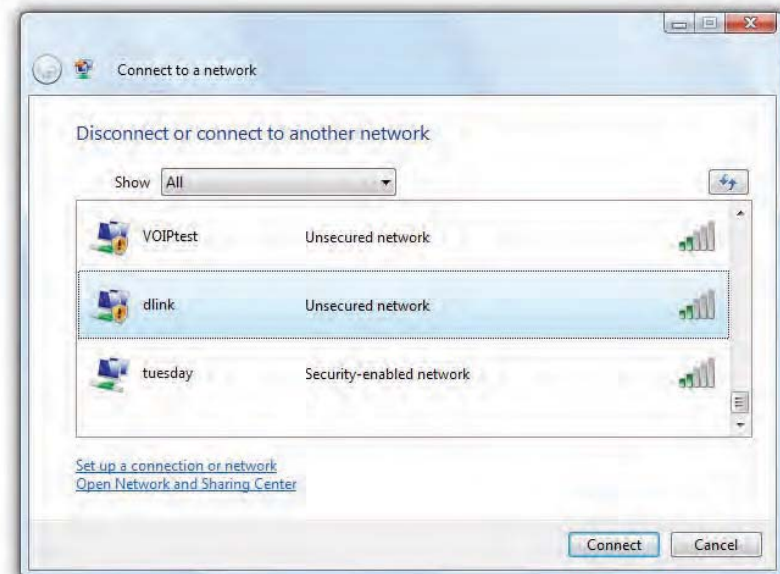 Connect to a network
Disconnect or connect to another network
Show All
VOIPtest Unsecured network
dlink Unsecured network
tuesday Security-enabled network
Set up a connection or network
Open Network and Sharing Center
Connect Cancel